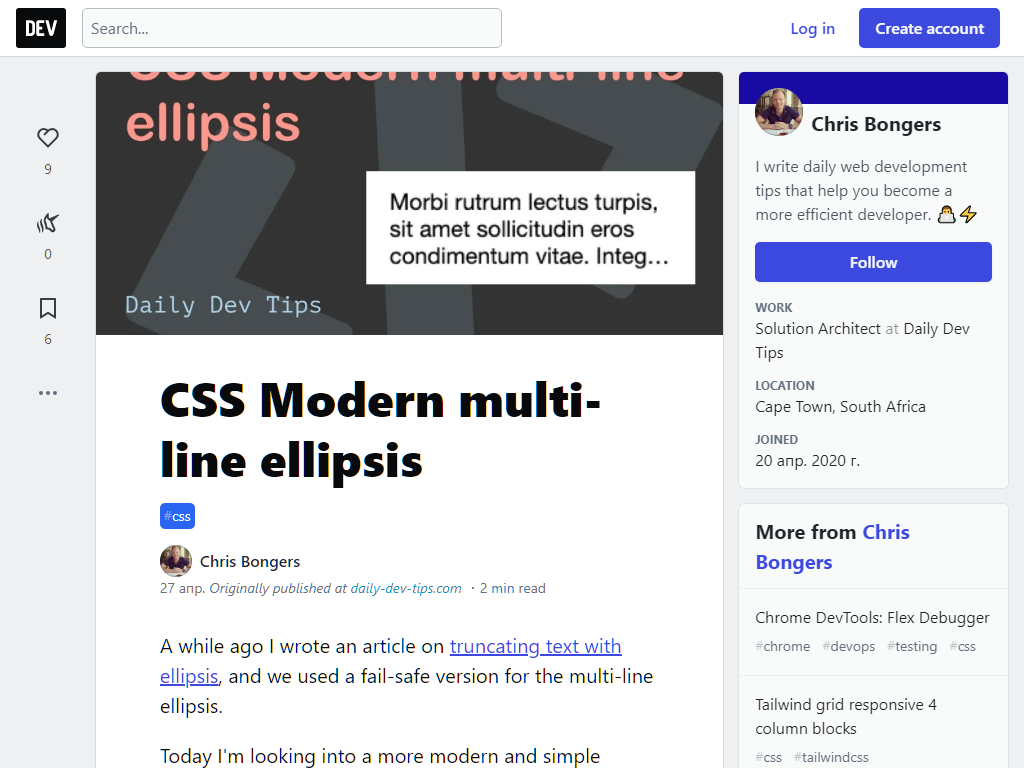 DEV
Search...
Log in
Create account
CSS Modern multi-line
ellipsis
Morbi rutrum lectus turpis,
sit amet sollicitudin eros
condimentum vitae. Integ...
Daily Dev Tips
9
0
6
CSS Modern multi-
line ellipsis
#css
Chris Bongers
27 апр. Originally published at daily-dev-tips.com ・2 min read
A while ago I wrote an article on truncating text with
ellipsis, and we used a fail-safe version for the multi-line
ellipsis.
Today I'm looking into a more modern and simple
Chris Bongers
I write daily web development
tips that help you become a
more efficient developer. 👨🏻‍💻⚡
Follow
WORK
Solution Architect at Daily Dev
Tips
LOCATION
Cape Town, South Africa
JOINED
20 апр. 2020 г.
More from Chris
Bongers
Chrome DevTools: Flex Debugger
#chrome #devops #testing #css
Tailwind grid responsive 4
column blocks
#css #tailwindcss